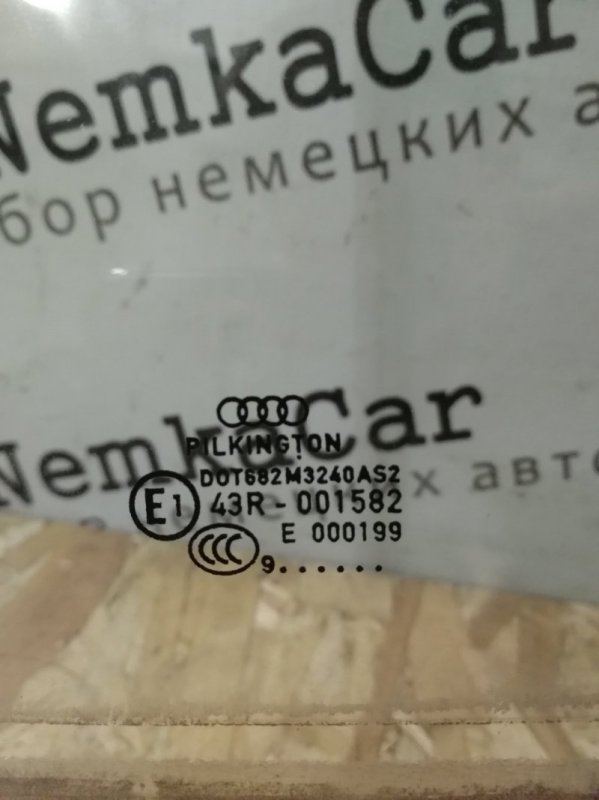 NemkaCar
бор немецких а
NemkaCar
PILKINGTON
DOT682M3240AS2
E1 43R - 001582
х авто
E 000199
CCC
9......